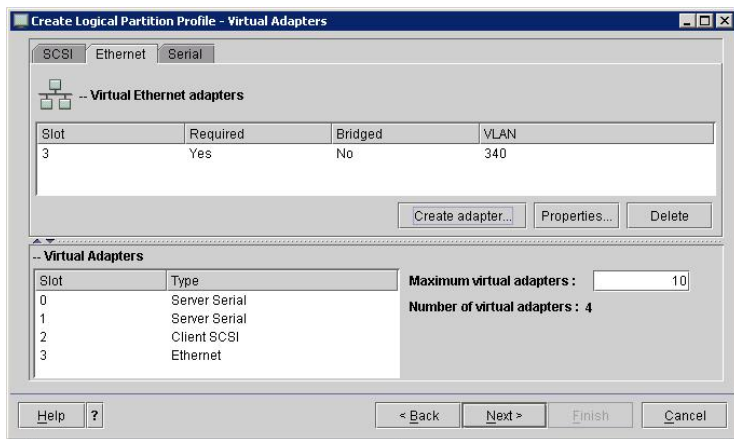 Create Logical Partition Profile - Virtual Adapters
SCSI Ethernet Serial
-- Virtual Ethernet adapters
Slot Required Bridged VLAN
3 Yes No 340
Create adapter... Properties... Delete
-- Virtual Adapters
Slot Type
0 Server Serial
1 Server Serial
2 Client SCSI
3 Ethernet
Maximum virtual adapters : 10
Number of virtual adapters : 4
Help ? < Back Next > Finish Cancel